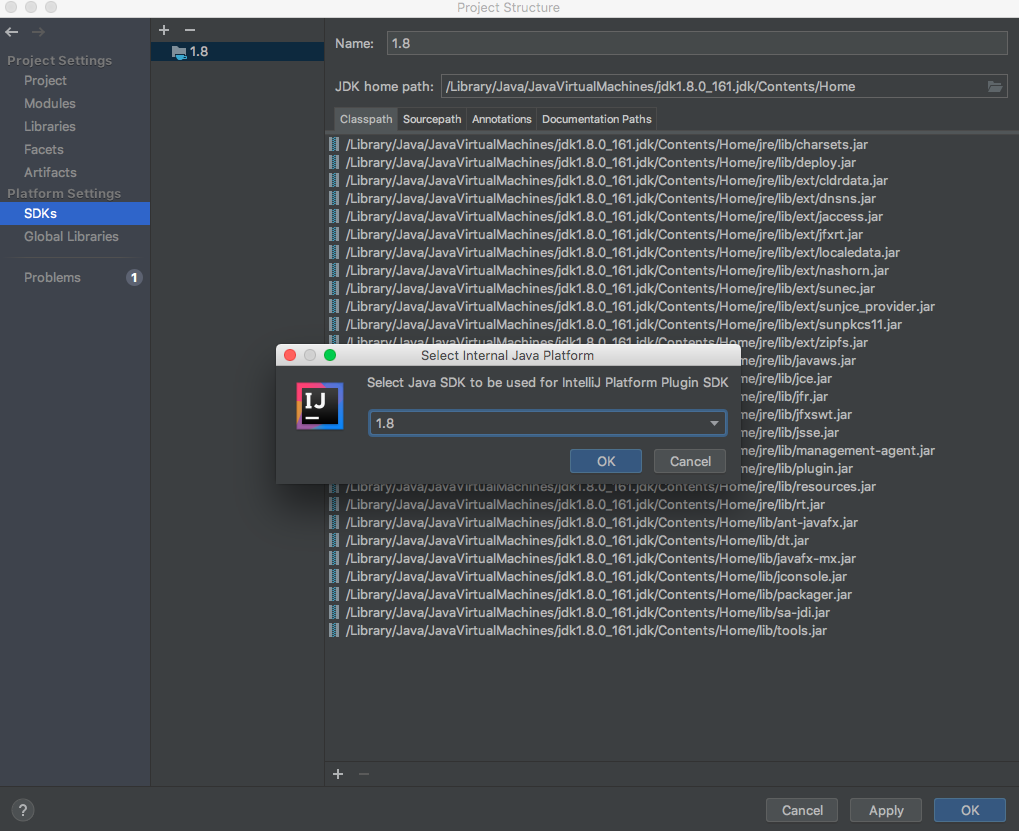 Project Structure
Project Settings
Project
Modules
Libraries
Facets
Artifacts
Platform Settings
SDKs
Global Libraries
Problems 1
1.8
Name: 1.8
JDK home path: /Library/Java/JavaVirtualMachines/jdk1.8.0_161.jdk/Contents/Home
Classpath Sourcepath Annotations Documentation Paths
/Library/Java/JavaVirtualMachines/jdk1.8.0_161.jdk/Contents/Home/jre/lib/charsets.jar
/Library/Java/JavaVirtualMachines/jdk1.8.0_161.jdk/Contents/Home/jre/lib/deploy.jar
/Library/Java/JavaVirtualMachines/jdk1.8.0_161.jdk/Contents/Home/jre/lib/ext/cldrdata.jar
/Library/Java/JavaVirtualMachines/jdk1.8.0_161.jdk/Contents/Home/jre/lib/ext/dnsns.jar
/Library/Java/JavaVirtualMachines/jdk1.8.0_161.jdk/Contents/Home/jre/lib/ext/jaccess.jar
/Library/Java/JavaVirtualMachines/jdk1.8.0_161.jdk/Contents/Home/jre/lib/ext/jfxrt.jar
/Library/Java/JavaVirtualMachines/jdk1.8.0_161.jdk/Contents/Home/jre/lib/ext/localedata.jar
/Library/Java/JavaVirtualMachines/jdk1.8.0_161.jdk/Contents/Home/jre/lib/ext/nashorn.jar
/Library/Java/JavaVirtualMachines/jdk1.8.0_161.jdk/Contents/Home/jre/lib/ext/sunec.jar
/Library/Java/JavaVirtualMachines/jdk1.8.0_161.jdk/Contents/Home/jre/lib/ext/sunjce_provider.jar
/Library/Java/JavaVirtualMachines/jdk1.8.0_161.jdk/Contents/Home/jre/lib/ext/sunpkcs11.jar
/Library/Java/JavaVirtualMachines/jdk1.8.0_161.jdk/Contents/Home/jre/lib/ext/zipfs.jar
me/jre/lib/javaws.jar
me/jre/lib/jce.jar
me/jre/lib/jfr.jar
me/jre/lib/jfxswt.jar
me/jre/lib/jsse.jar
me/jre/lib/management-agent.jar
me/jre/lib/plugin.jar
/Library/Java/JavaVirtualMachines/jdk1.8.0_161.jdk/Contents/Home/jre/lib/resources.jar
/Library/Java/JavaVirtualMachines/jdk1.8.0_161.jdk/Contents/Home/jre/lib/rt.jar
/Library/Java/JavaVirtualMachines/jdk1.8.0_161.jdk/Contents/Home/lib/ant-javafx.jar
/Library/Java/JavaVirtualMachines/jdk1.8.0_161.jdk/Contents/Home/lib/dt.jar
/Library/Java/JavaVirtualMachines/jdk1.8.0_161.jdk/Contents/Home/lib/javafx-mx.jar
/Library/Java/JavaVirtualMachines/jdk1.8.0_161.jdk/Contents/Home/lib/jconsole.jar
/Library/Java/JavaVirtualMachines/jdk1.8.0_161.jdk/Contents/Home/lib/packager.jar
/Library/Java/JavaVirtualMachines/jdk1.8.0_161.jdk/Contents/Home/lib/sa-jdi.jar
/Library/Java/JavaVirtualMachines/jdk1.8.0_161.jdk/Contents/Home/lib/tools.jar
Select Internal Java Platform
IJ
Select Java SDK to be used for IntelliJ Platform Plugin SDK
1.8
OK Cancel
? Cancel Apply OK